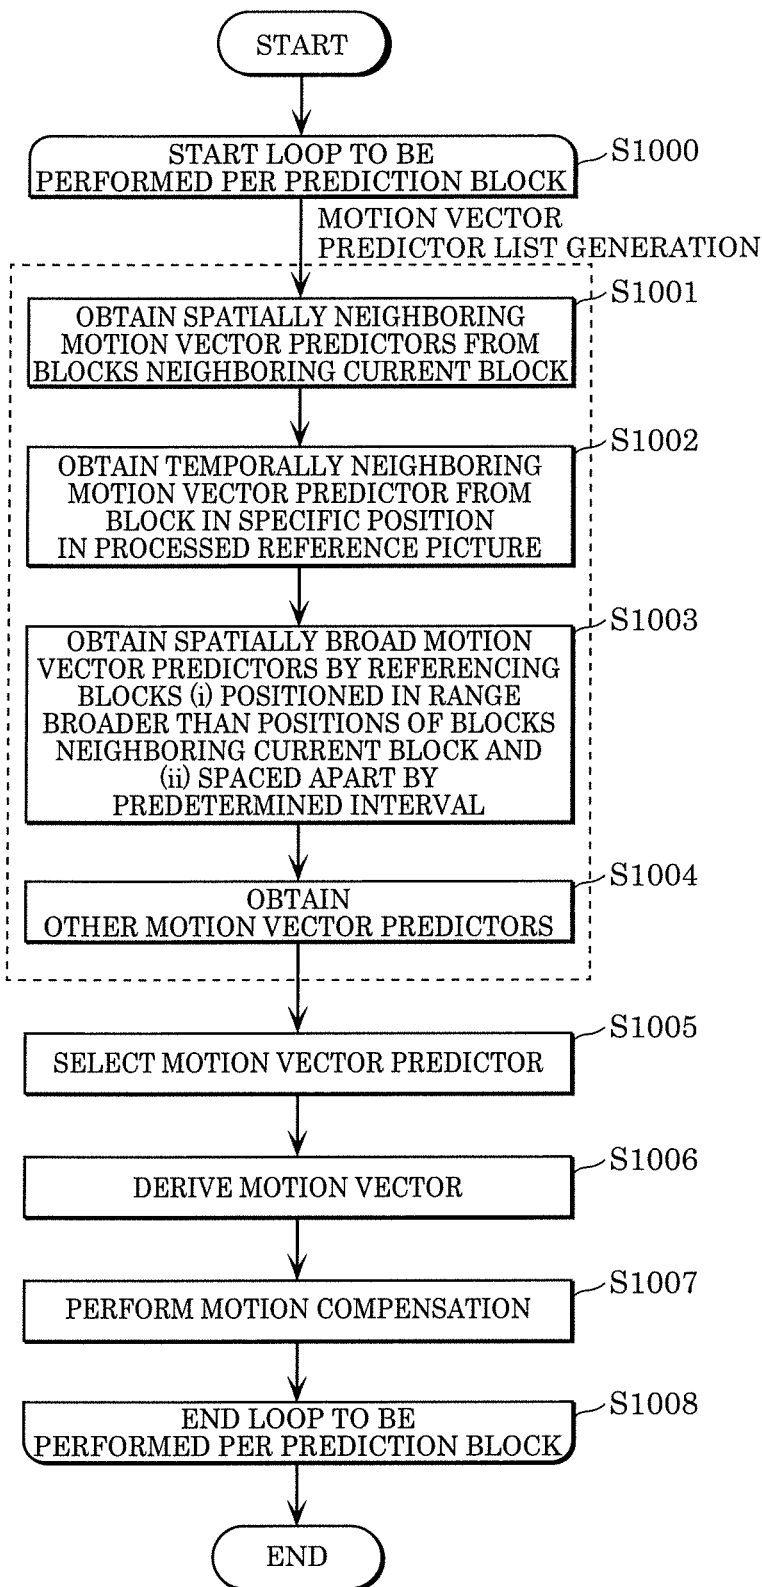 START
START LOOP TO BE
PERFORMED PER PREDICTION BLOCK
S1000
MOTION VECTOR
PREDICTOR LIST GENERATION
S1001
OBTAIN SPATIALLY NEIGHBORING
MOTION VECTOR PREDICTORS FROM
BLOCKS NEIGHBORING CURRENT BLOCK
S1002
OBTAIN TEMPORALLY NEIGHBORING
MOTION VECTOR PREDICTOR FROM
BLOCK IN SPECIFIC POSITION
IN PROCESSED REFERENCE PICTURE
S1003
OBTAIN SPATIALLY BROAD MOTION
VECTOR PREDICTORS BY REFERENCING
BLOCKS (i) POSITIONED IN RANGE
BROADER THAN POSITIONS OF BLOCKS
NEIGHBORING CURRENT BLOCK AND
(ii) SPACED APART BY
PREDETERMINED INTERVAL
S1004
OBTAIN
OTHER MOTION VECTOR PREDICTORS
S1005
SELECT MOTION VECTOR PREDICTOR
S1006
DERIVE MOTION VECTOR
S1007
PERFORM MOTION COMPENSATION
S1008
END LOOP TO BE
PERFORMED PER PREDICTION BLOCK
END